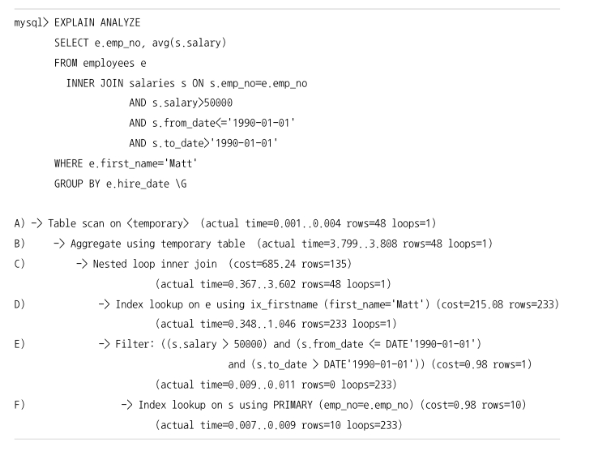 mysql> EXPLAIN ANALYZE
SELECT e.emp_no, avg(s.salary)
FROM employees e
INNER JOIN salaries s ON s.emp_no=e.emp_no
AND s.salary>50000
AND s.from_date<='1990-01-01'
AND s.to_date>'1990-01-01'
WHERE e.first_name='Matt'
GROUP BY e.hire_date \G
A) -> Table scan on <temporary> (actual time=0.001..0.004 rows=48 loops=1)
B) -> Aggregate using temporary table (actual time=3.799..3.808 rows=48 loops=1)
C) -> Nested loop inner join (cost=685.24 rows=135)
(actual time=0.367..3.602 rows=48 loops=1)
D) -> Index lookup on e using ix_firstname (first_name='Matt') (cost=215.08 rows=233)
(actual time=0.348..1.046 rows=233 loops=1)
E) -> Filter: ((s.salary > 50000) and (s.from_date <= DATE'1990-01-01')
and (s.to_date > DATE'1990-01-01')) (cost=0.98 rows=1)
(actual time=0.009..0.011 rows=0 loops=233)
F) -> Index lookup on s using PRIMARY (emp_no=e.emp_no) (cost=0.98 rows=10)
(actual time=0.007..0.009 rows=10 loops=233)